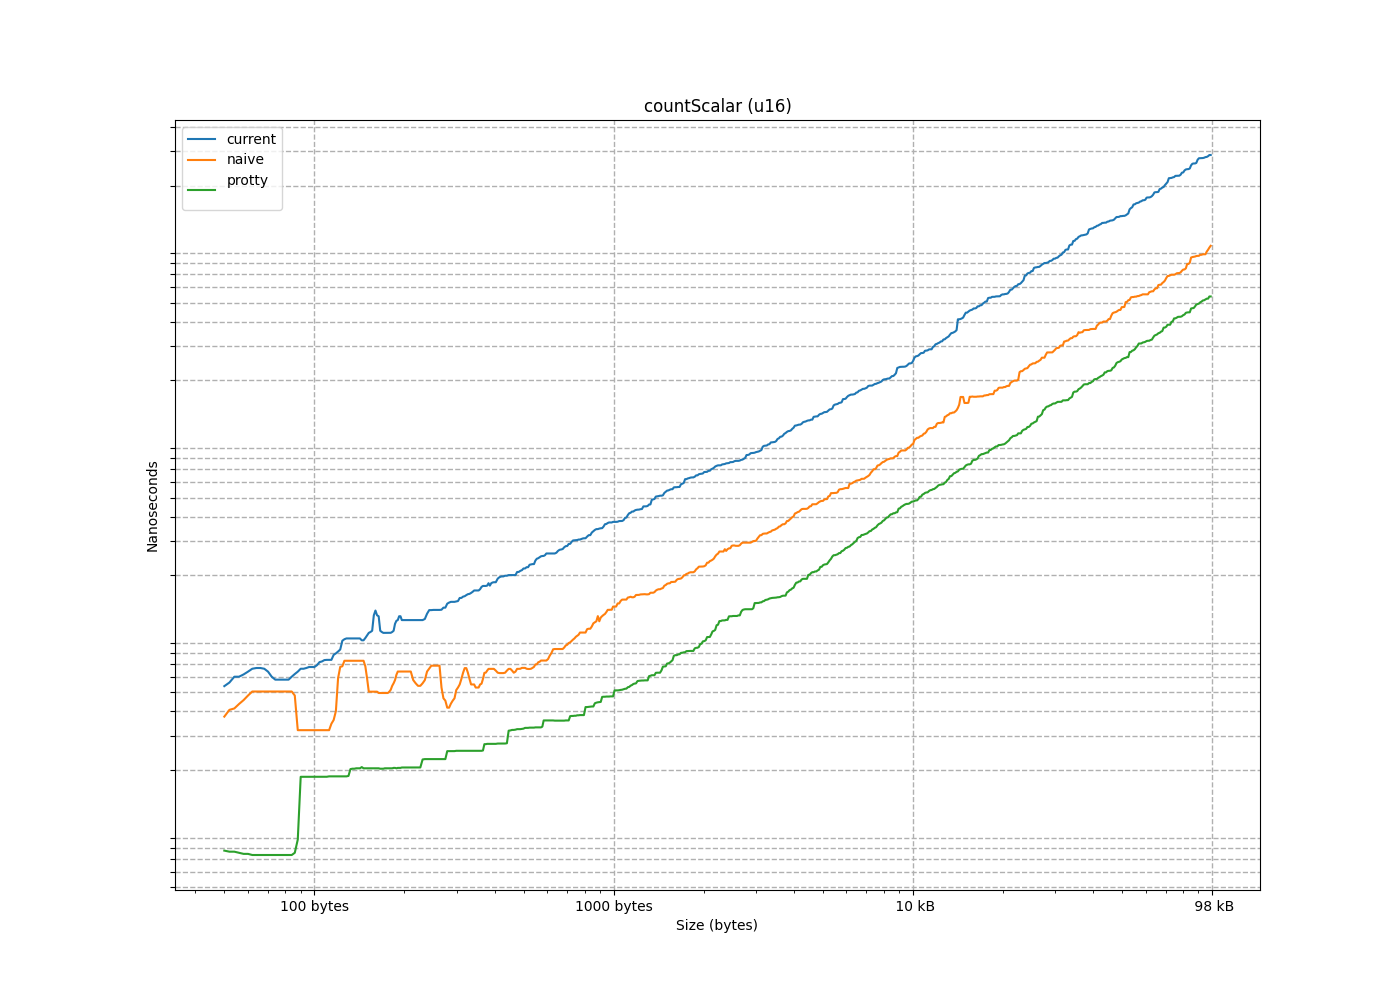 countScalar (u16)
current
naive
protty
Nanoseconds
100 bytes
1000 bytes
10 kB
98 kB
Size (bytes)